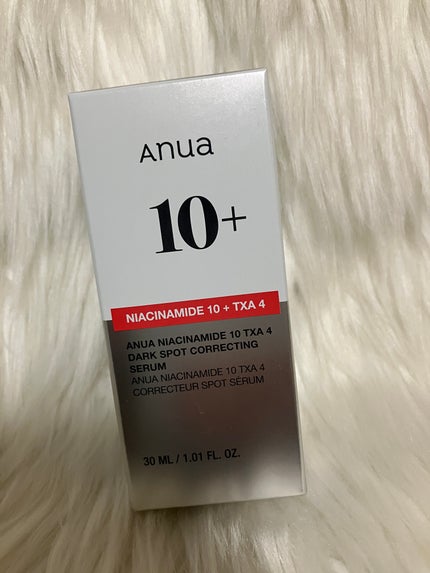 Anua
10+
NIACINAMIDE 10 + TXA 4
ANUA NIACINAMIDE 10 TXA 4
DARK SPOT CORRECTING
SERUM
ANUA NIACINAMIDE 10 TXA 4
CORRECTEUR SPOT SÉRUM
30 ML / 1.01 FL. OZ.